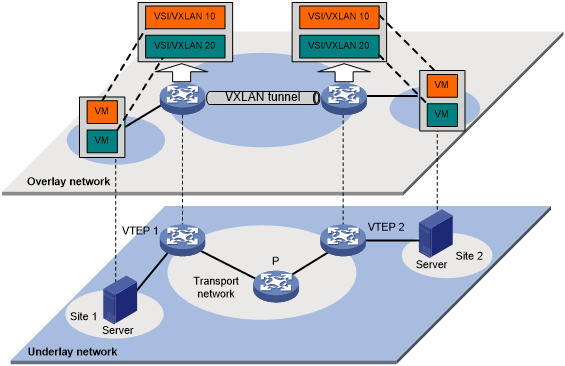 VSI/VXLAN 10
VSI/VXLAN 20
VSI/VXLAN 10
VSI/VXLAN 20
VM
VM
VXLAN tunnel
VM
VM
Overlay network
VTEP 1
VTEP 2
P
Transport
network
Server
Site 2
Site 1
Server
Underlay network